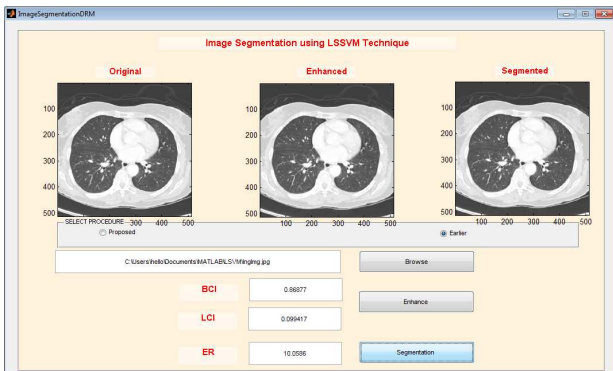 ImageSegmentationDRM
Image Segmentation using LSSVM Technique
Original
Enhanced
Segmented
100
200
300
400
500
300 400 500
100
200
300
400
500
100 200 300 400 500
100
200
300
400
500
100 200 300 400 500
SELECT PROCEDURE
Proposed
Earlier
C:\Users\hello\Documents\MATLAB\LSVM\lngImg.jpg
Browse
BCI
0.86877
Enhance
LCI
0.099417
ER
10.0586
Segmentation